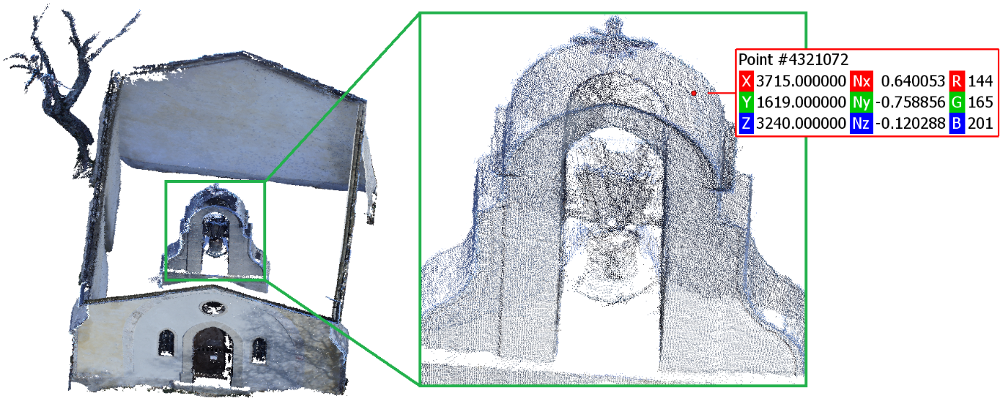 Point #4321072
X 3715.000000 Nx 0.640053 R 144
Y 1619.000000 Ny -0.758856 G 165
Z 3240.000000 Nz -0.120288 B 201